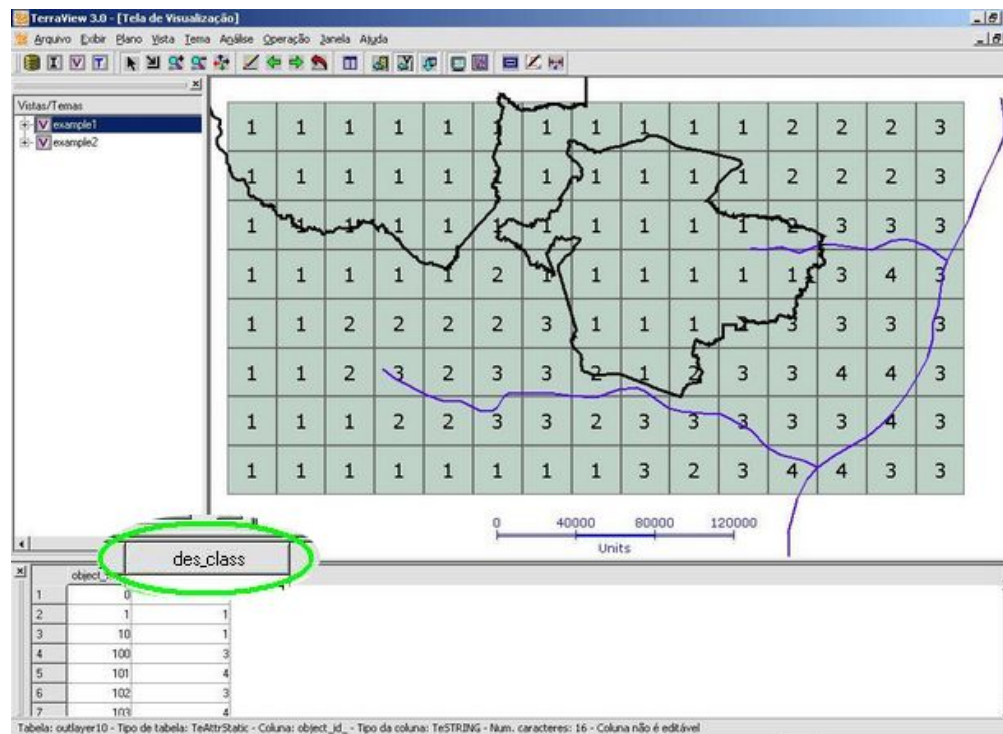 TerraView 3.0 - [Tela de Visualização]
Arquivo Exibir Plano Vista Tema Análise Operação Janela Ajuda
Vistas/Temas
example1
example2
1 1 1 1 1 1 1 1 1 1 1 2 2 2 3
1 1 1 1 1 1 1 1 1 1 2 2 2 3
1 1 1 1 1 1 1 1 1 1 1 2 3 3 3
1 1 1 1 1 2 1 1 1 1 1 1 3 4 3
1 1 2 2 2 2 3 1 1 1 1 3 3 3 3
1 1 2 3 2 3 3 2 1 2 3 3 4 4 3
1 1 1 2 2 3 3 2 3 3 3 3 3 4 3
1 1 1 1 1 1 1 1 3 2 3 4 4 3 3
0 40000 80000 120000
Units
des_class
object_
1 0
2 1 1
3 10 1
4 100 3
5 101 4
6 102 3
7 103 4
Tabela: outlayer10 - Tipo de tabela: TeAttrStatic - Coluna: object_id_ - Tipo da coluna: TeSTRING - Num. caracteres: 16 - Coluna não é editável